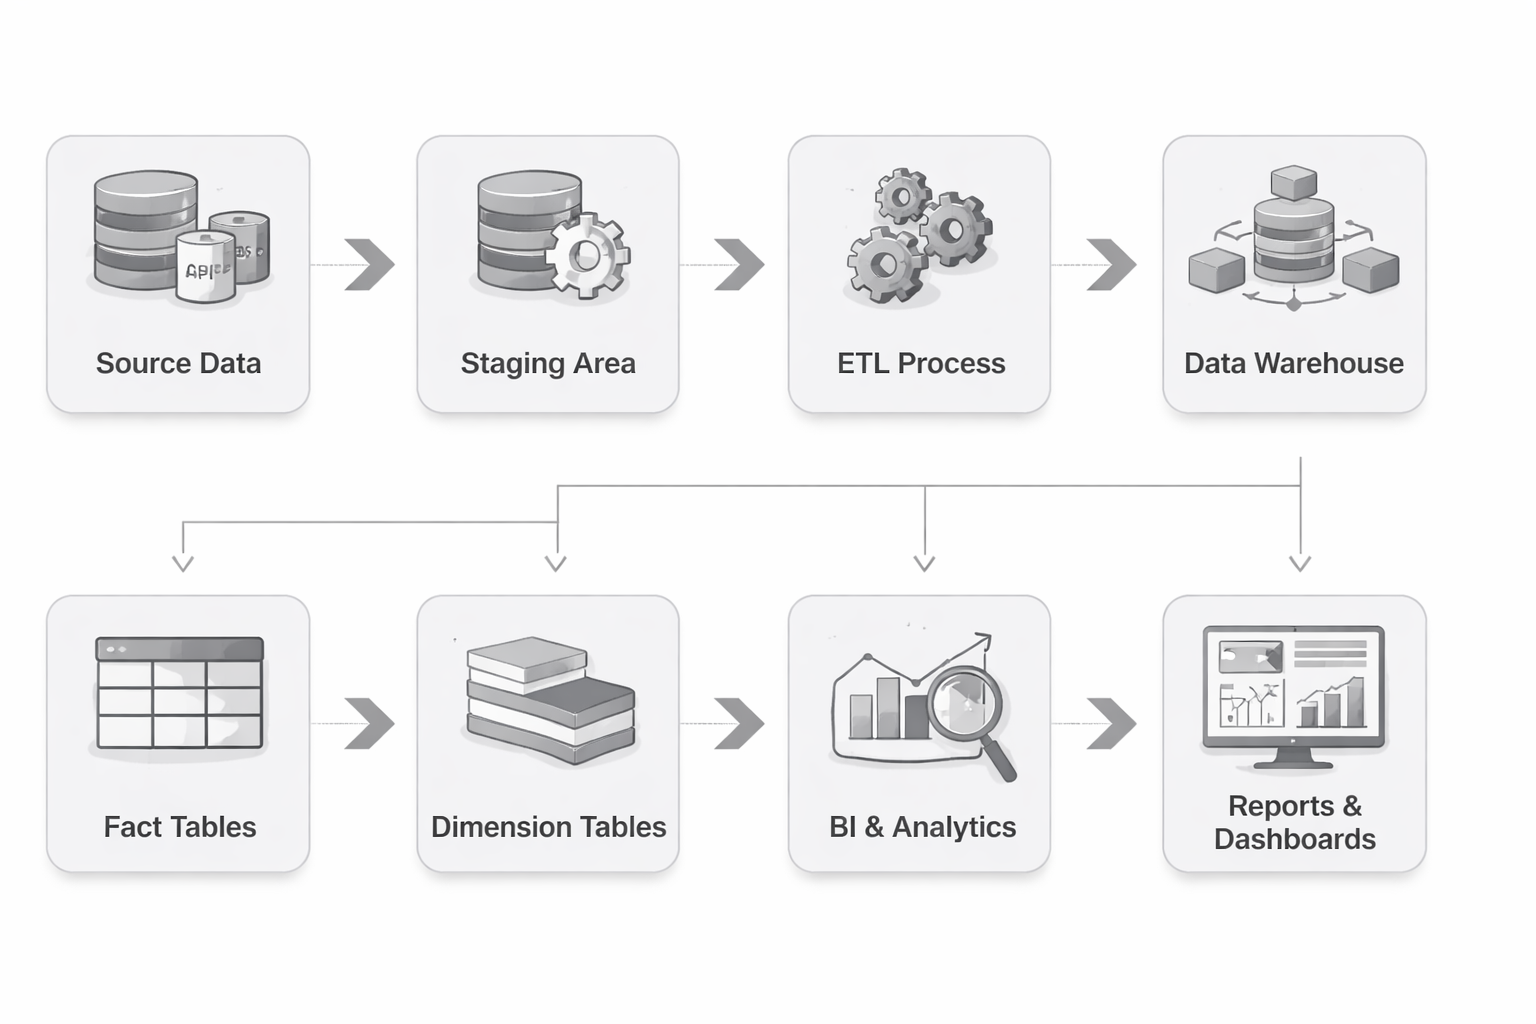 Source Data
Staging Area
ETL Process
Data Warehouse
Fact Tables
Dimension Tables
BI & Analytics
Reports &
Dashboards